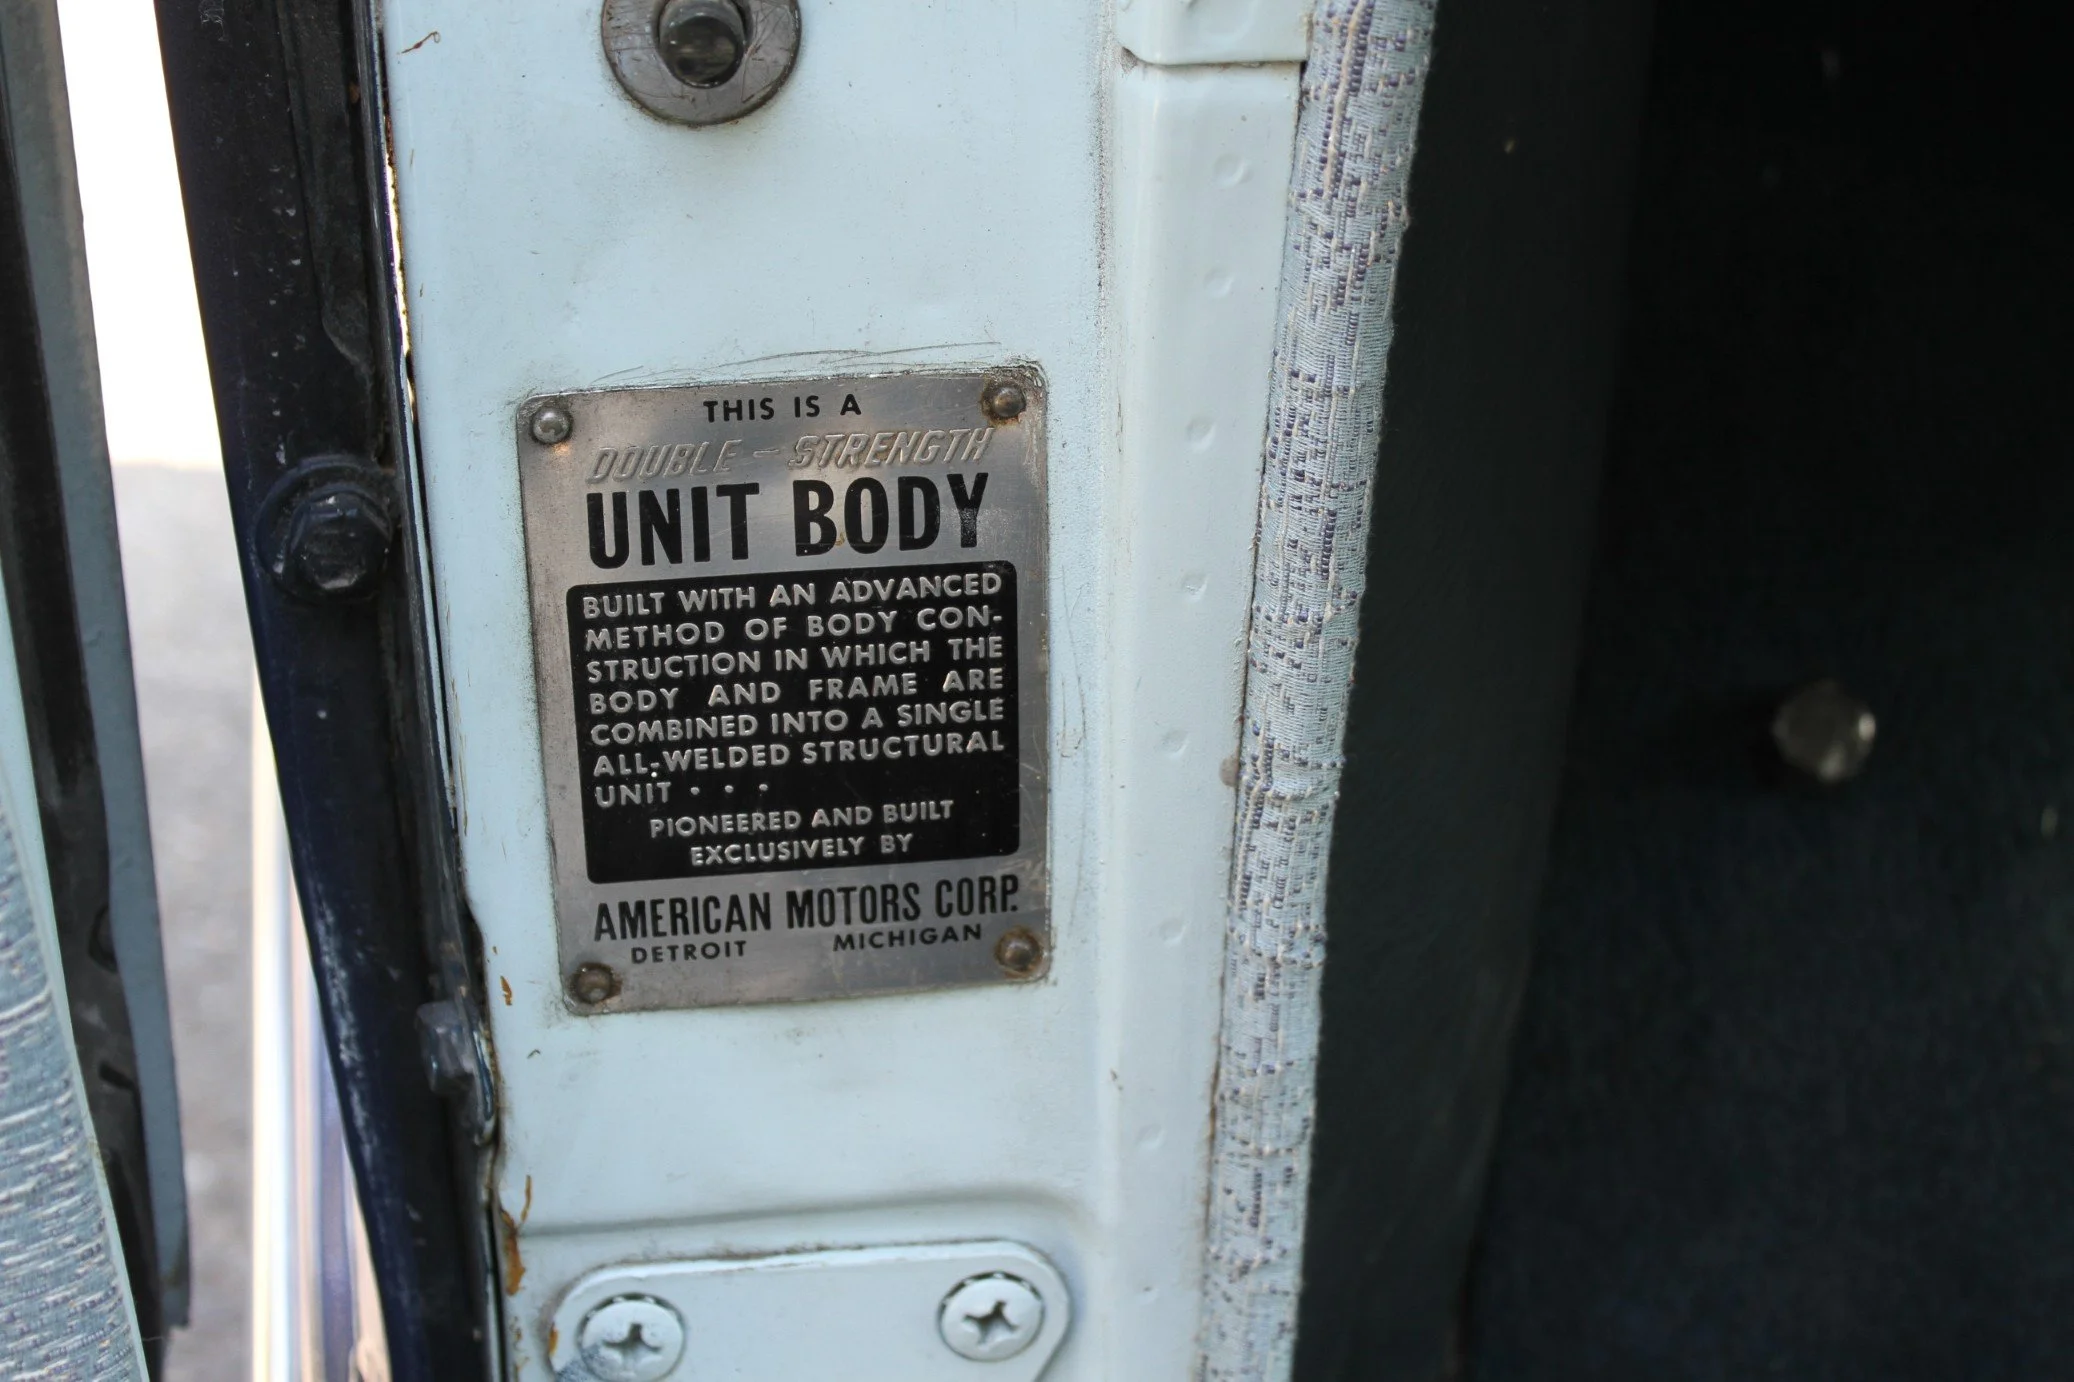 THIS IS A
DOUBLE - STRENGTH
UNIT BODY
BUILT WITH AN ADVANCED
METHOD OF BODY CON-
STRUCTION IN WHICH THE
BODY AND FRAME ARE
COMBINED INTO A SINGLE
ALL-WELDED STRUCTURAL
UNIT • • •
PIONEERED AND BUILT
EXCLUSIVELY BY
AMERICAN MOTORS CORP.
DETROIT MICHIGAN